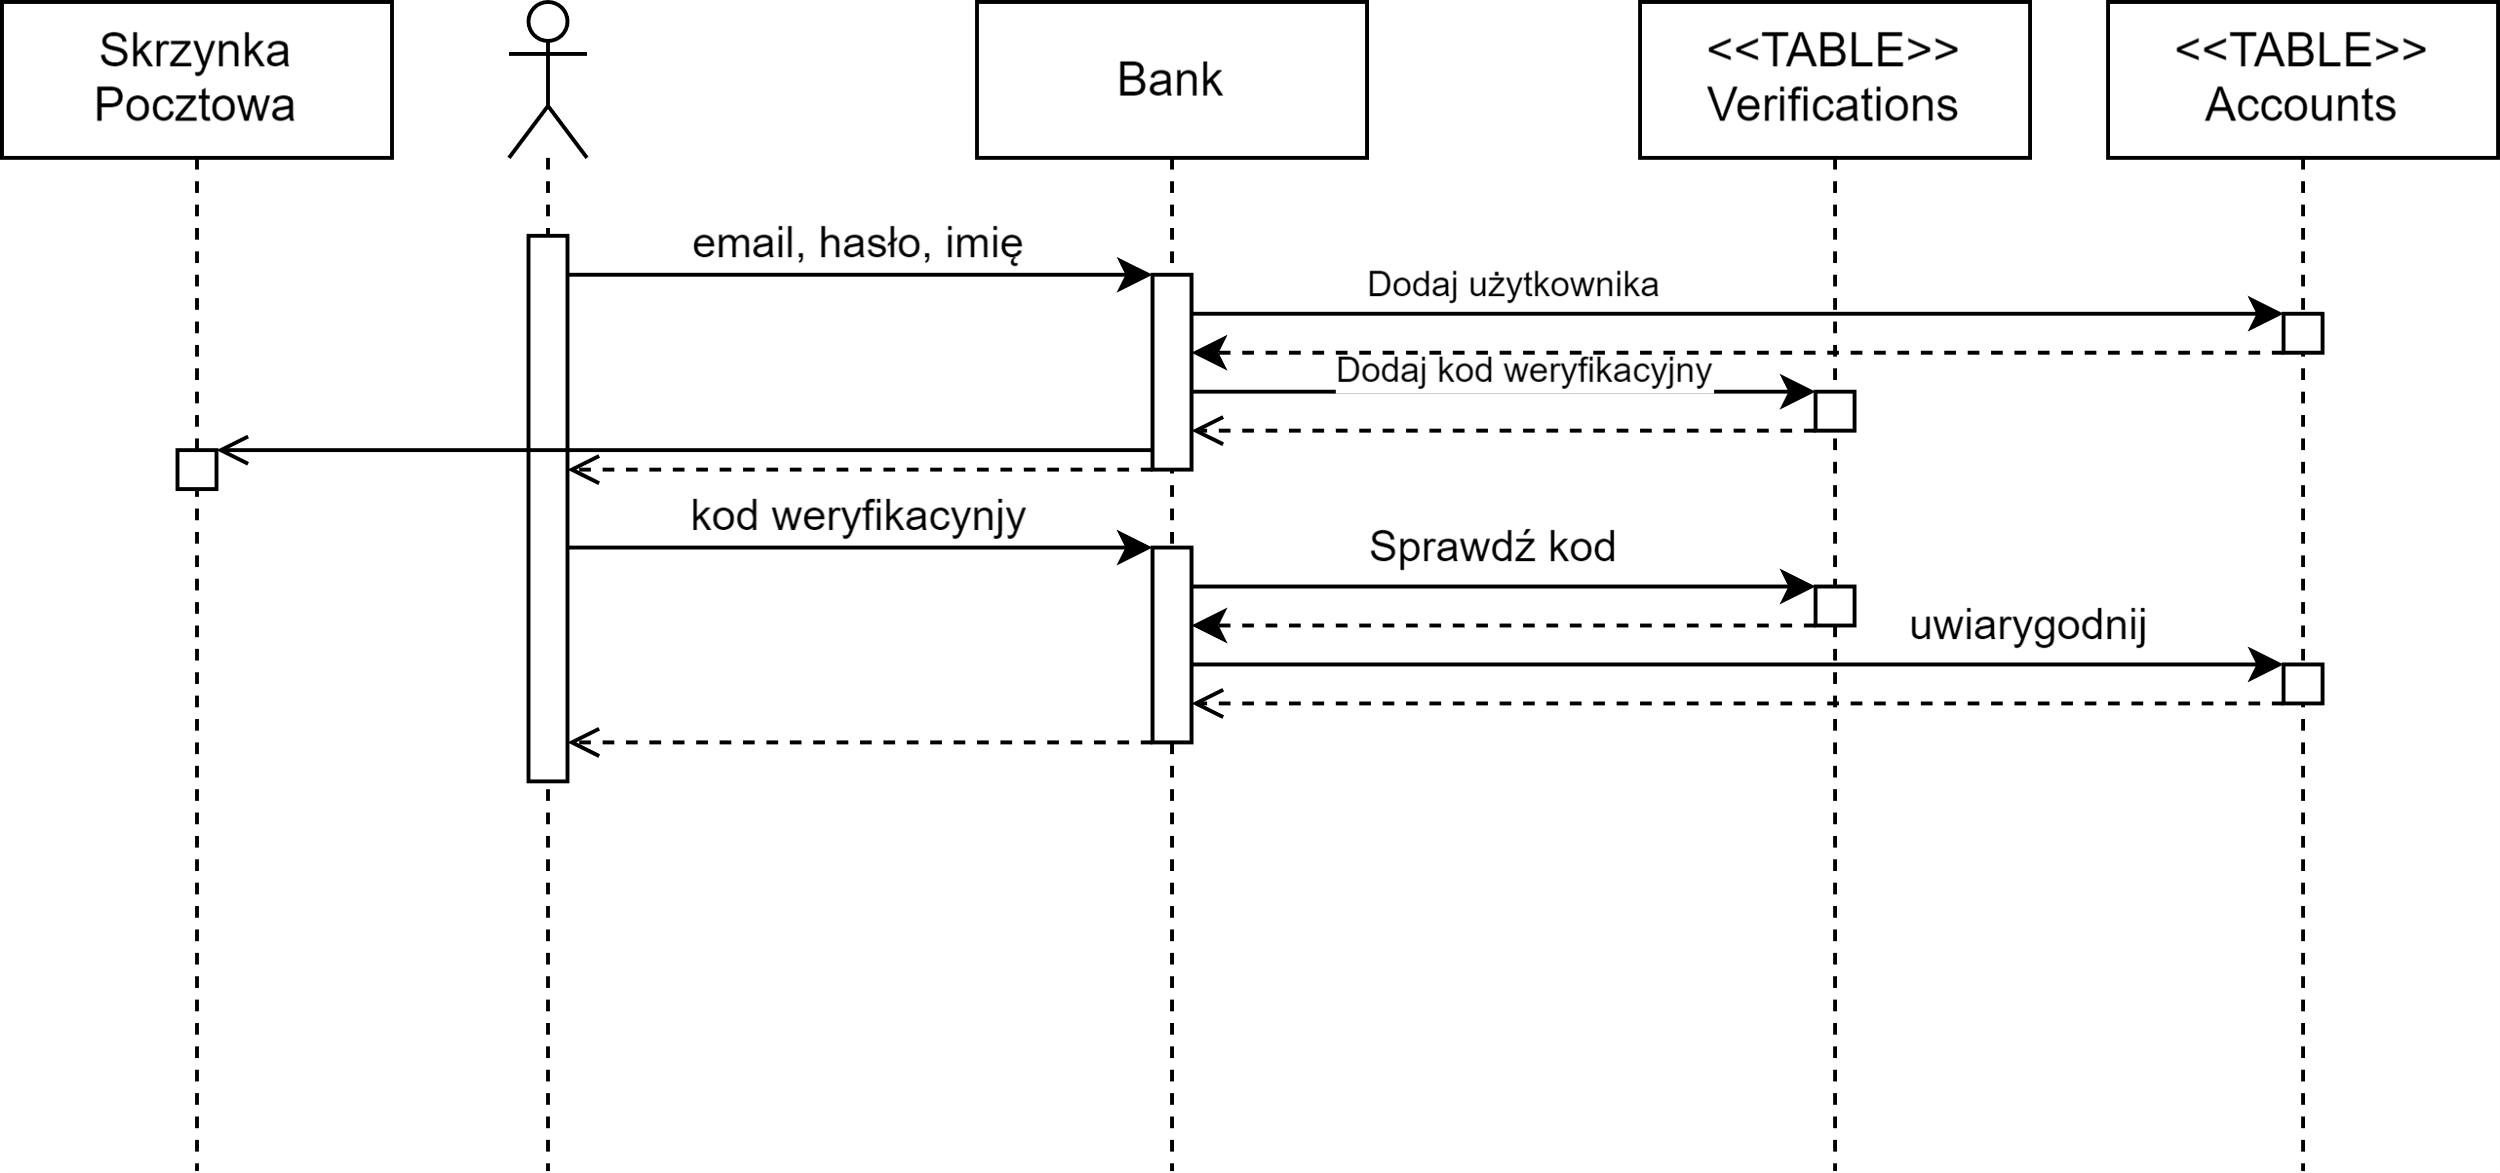 Skrzynka
Pocztowa
Bank
<<TABLE>>
Verifications
<<TABLE>>
Accounts
email, hasło, imię
Dodaj użytkownika
Dodaj kod weryfikacyjny
kod weryfikacynjy
Sprawdź kod
uwiarygodnij